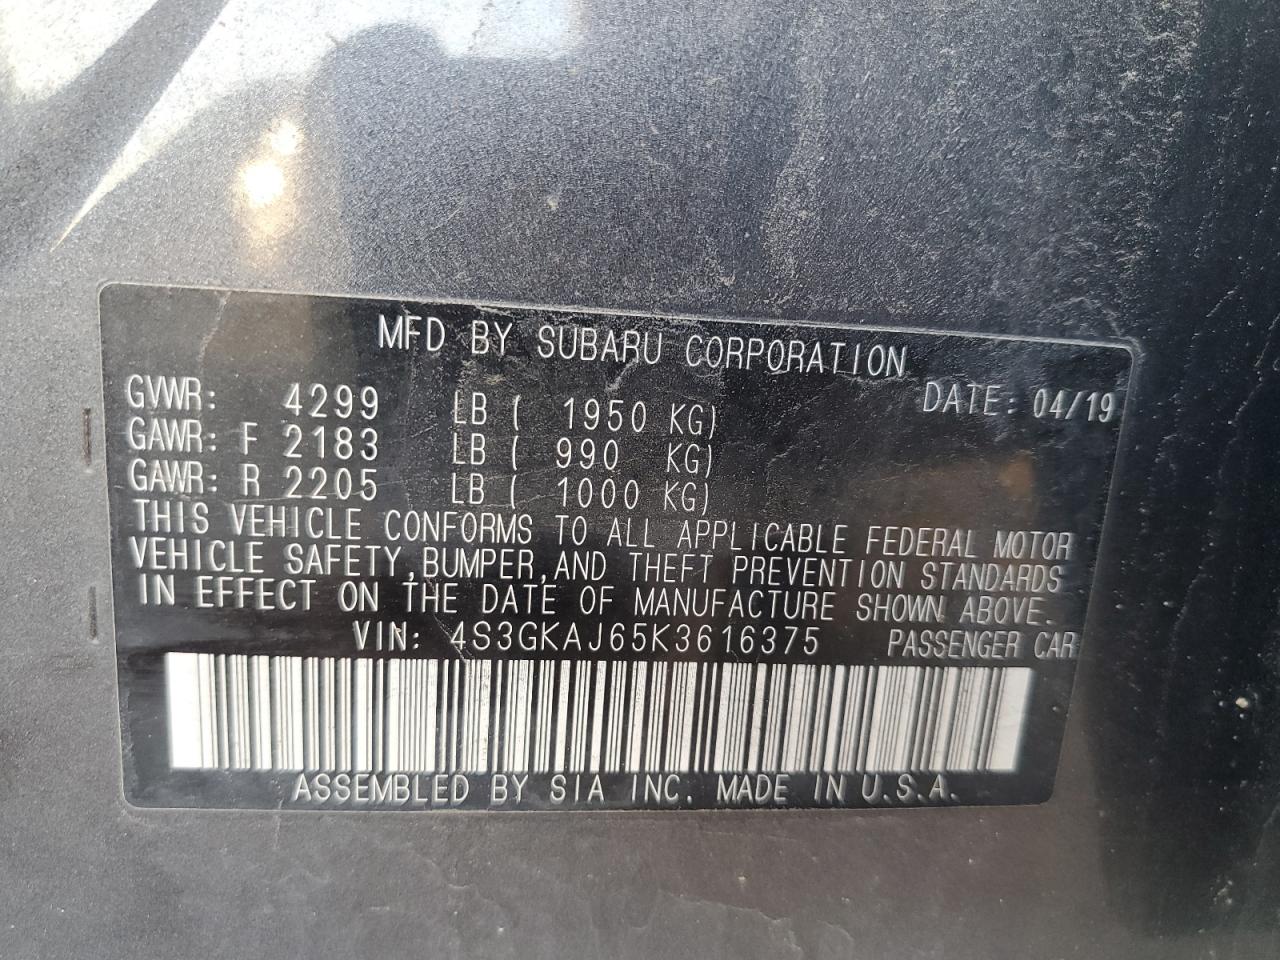 MFD BY SUBARU CORPORATION
GVWR: 4299 LB ( 1950 KG) DATE: 04/19
GAWR: F 2183 LB ( 990 KG)
GAWR: R 2205 LB ( 1000 KG)
THIS VEHICLE CONFORMS TO ALL APPLICABLE FEDERAL MOTOR
VEHICLE SAFETY, BUMPER, AND THEFT PREVENTION STANDARDS
IN EFFECT ON THE DATE OF MANUFACTURE SHOWN ABOVE.
VIN: 4S3GKAJ65K3616375 PASSENGER CAR
ASSEMBLED BY SIA INC. MADE IN U.S.A.